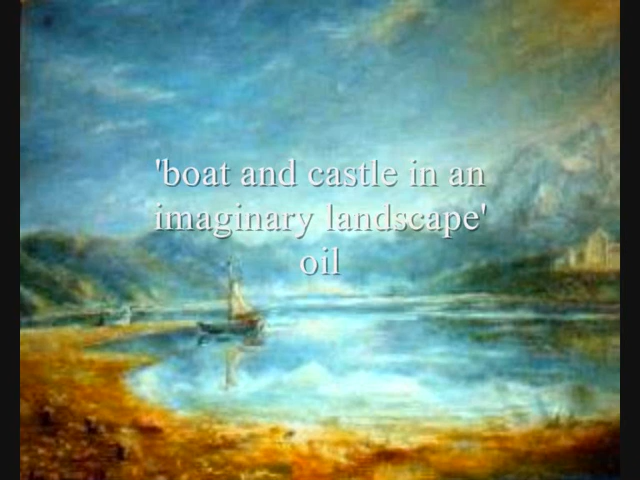 'boat and castle in an
imaginary landscape'
oil